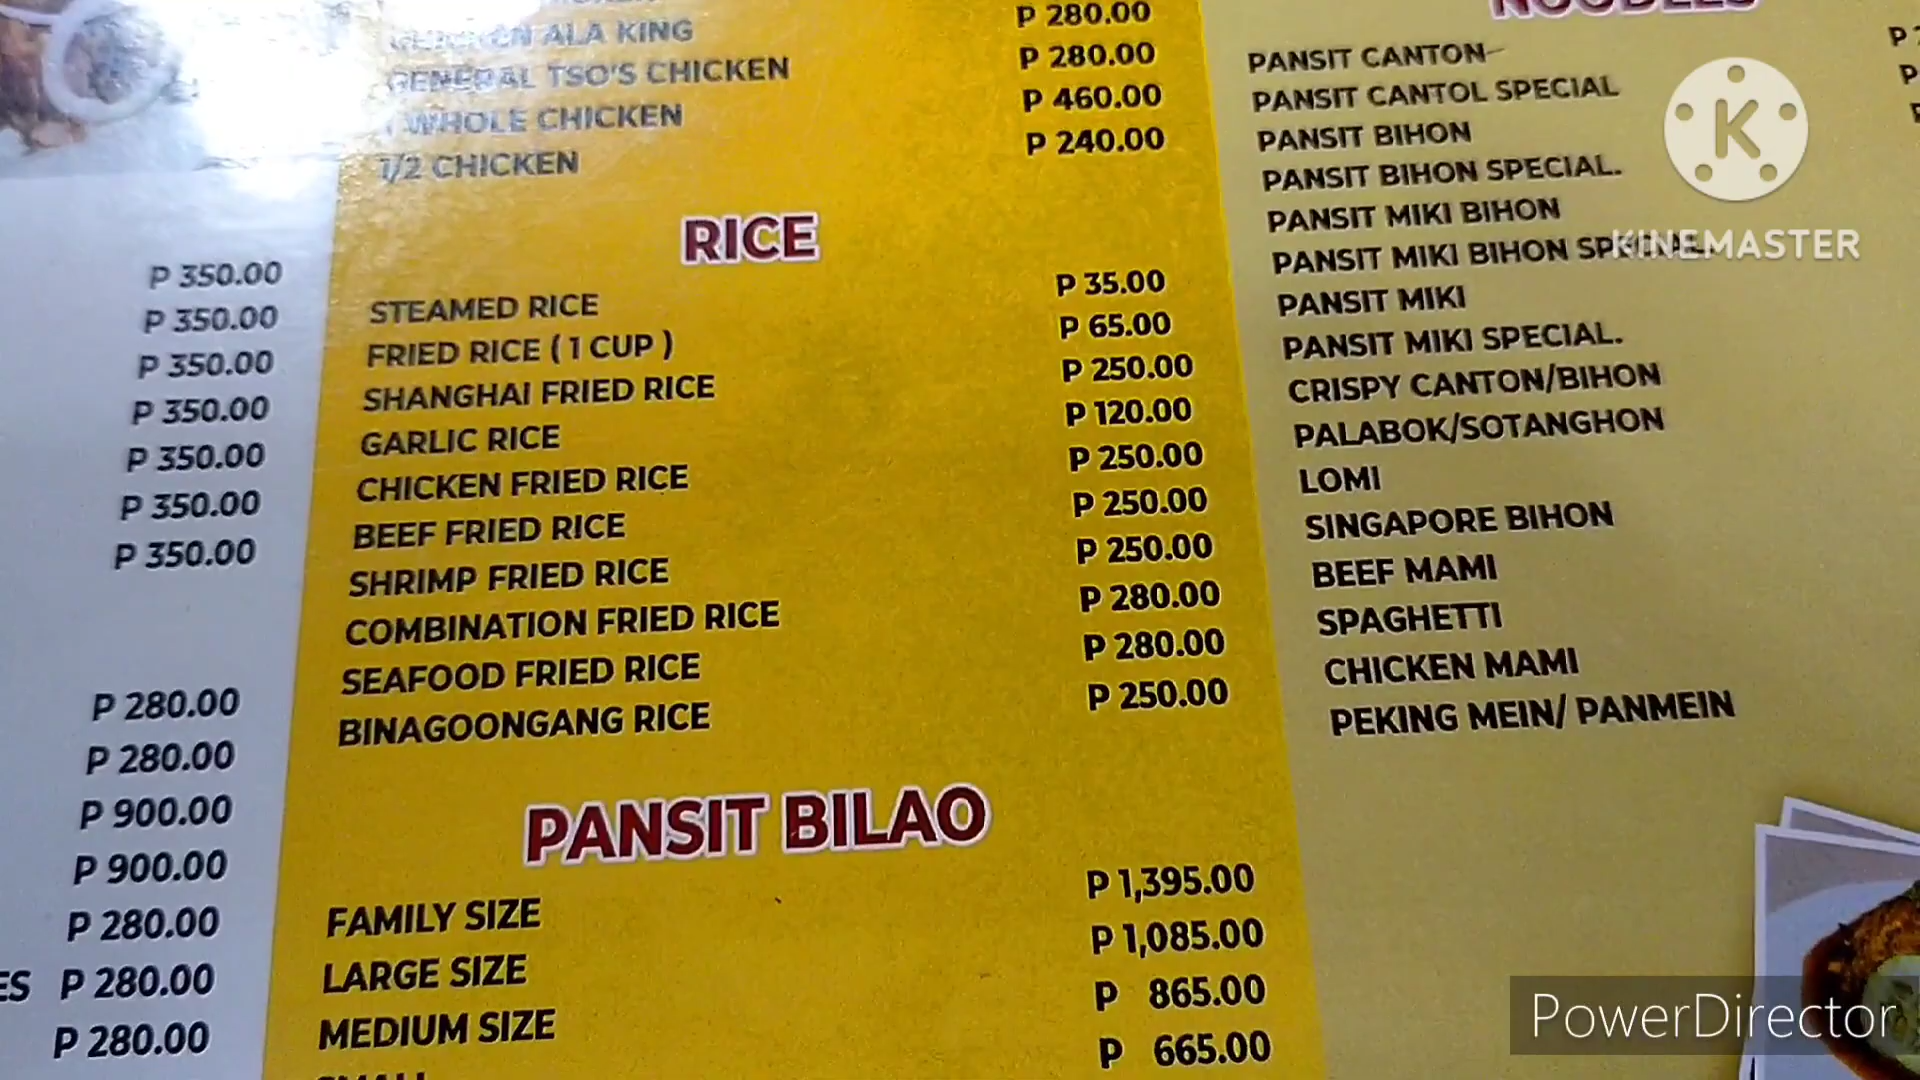 P 350.00
P 350.00
P 350.00
P 350.00
P 350.00
P 350.00
P 350.00
P 280.00
P 280.00
P 900.00
P 900.00
P 280.00
ES P 280.00
P 280.00
CHICKEN ALA KING P 280.00
GENERAL TSO'S CHICKEN P 280.00
1 WHOLE CHICKEN P 460.00
1/2 CHICKEN P 240.00
RICE
STEAMED RICE P 35.00
FRIED RICE ( 1 CUP ) P 65.00
SHANGHAI FRIED RICE P 250.00
GARLIC RICE P 120.00
CHICKEN FRIED RICE P 250.00
BEEF FRIED RICE P 250.00
SHRIMP FRIED RICE P 250.00
COMBINATION FRIED RICE P 280.00
SEAFOOD FRIED RICE P 280.00
BINAGOONGANG RICE P 250.00
PANSIT BILAO
FAMILY SIZE P 1,395.00
LARGE SIZE P 1,085.00
MEDIUM SIZE P 865.00
P 665.00
NOODLES
PANSIT CANTON
PANSIT CANTOL SPECIAL
PANSIT BIHON
PANSIT BIHON SPECIAL.
PANSIT MIKI BIHON
PANSIT MIKI BIHON SPECIAL.
PANSIT MIKI
PANSIT MIKI SPECIAL.
CRISPY CANTON/BIHON
PALABOK/SOTANGHON
LOMI
SINGAPORE BIHON
BEEF MAMI
SPAGHETTI
CHICKEN MAMI
PEKING MEIN/ PANMEIN
K
KINEMASTER
PowerDirector